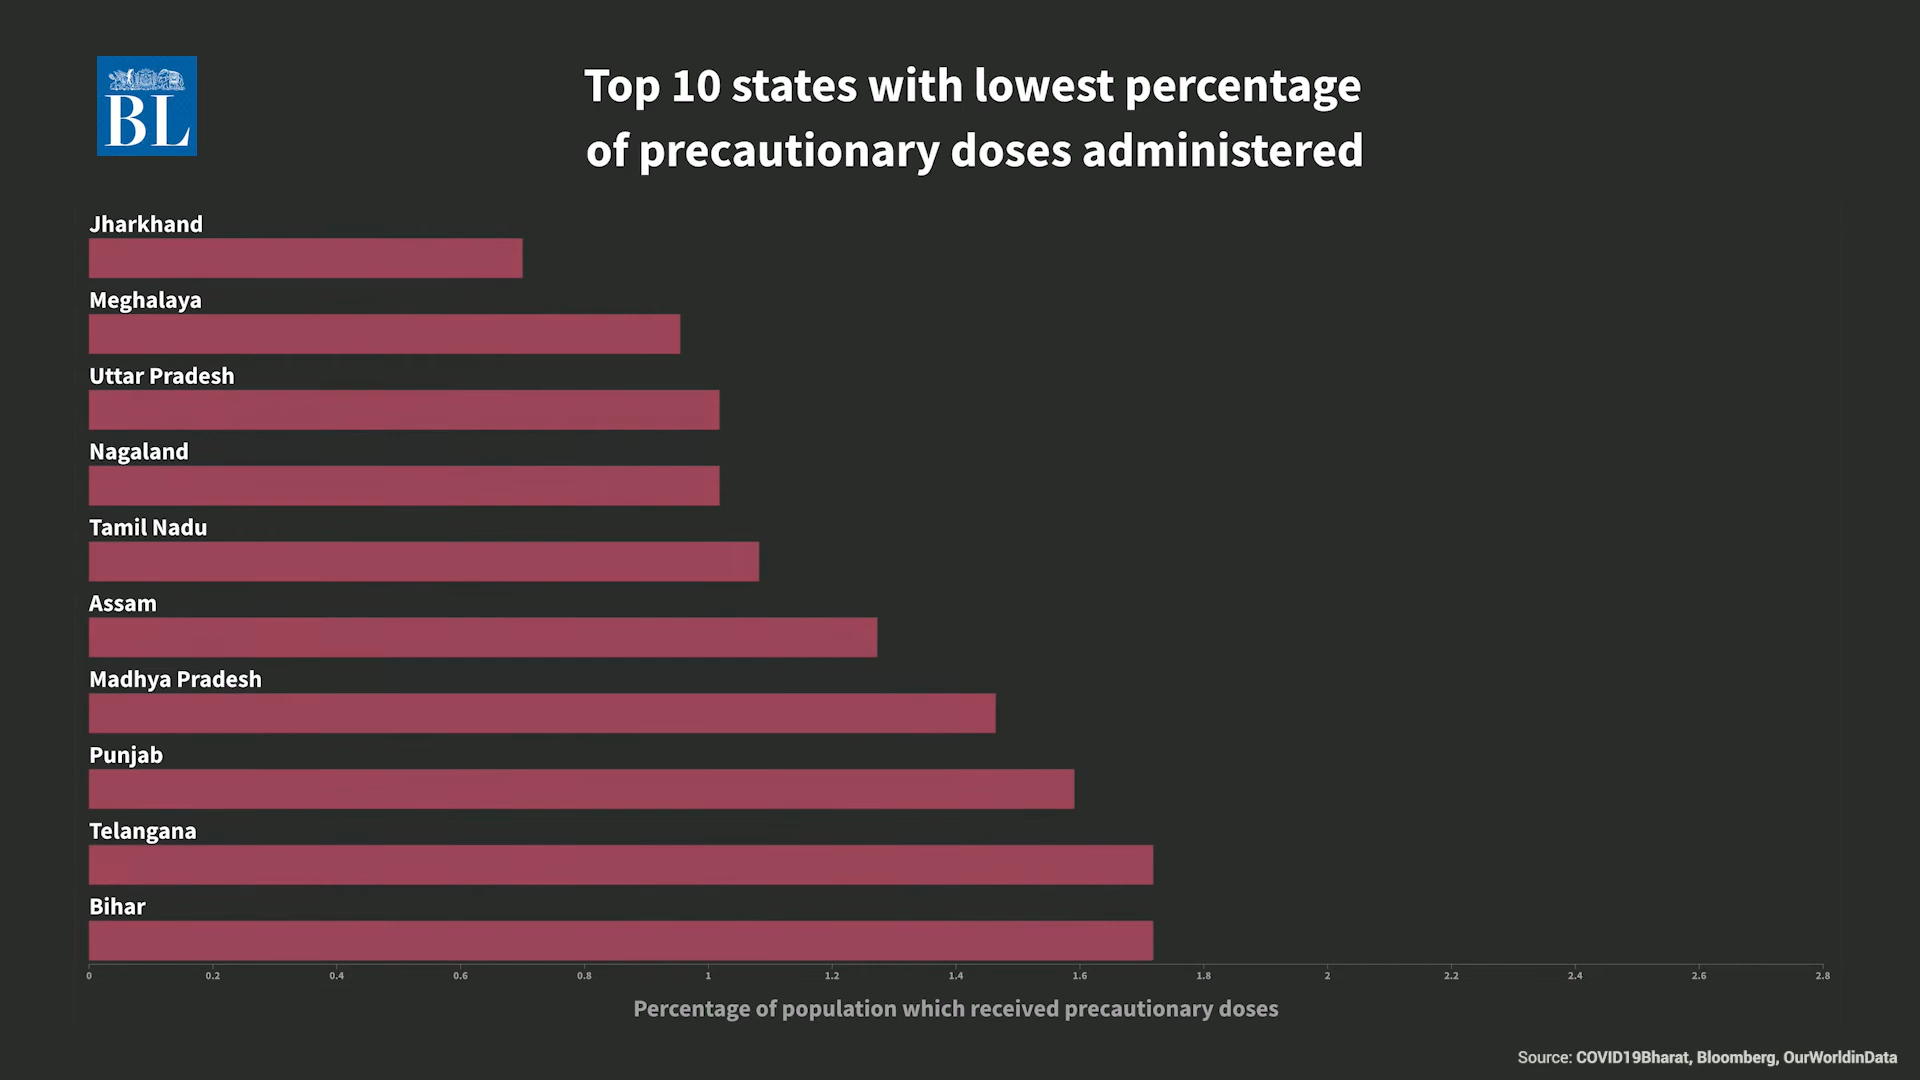 BL
Top 10 states with lowest percentage
of precautionary doses administered
Jharkhand
Meghalaya
Uttar Pradesh
Nagaland
Tamil Nadu
Assam
Madhya Pradesh
Punjab
Telangana
Bihar
0 0.2 0.4 0.6 0.8 1 1.2 1.4 1.6 1.8 2 2.2 2.4 2.6 2.8
Percentage of population which received precautionary doses
Source: COVID19Bharat, Bloomberg, OurWorldinData